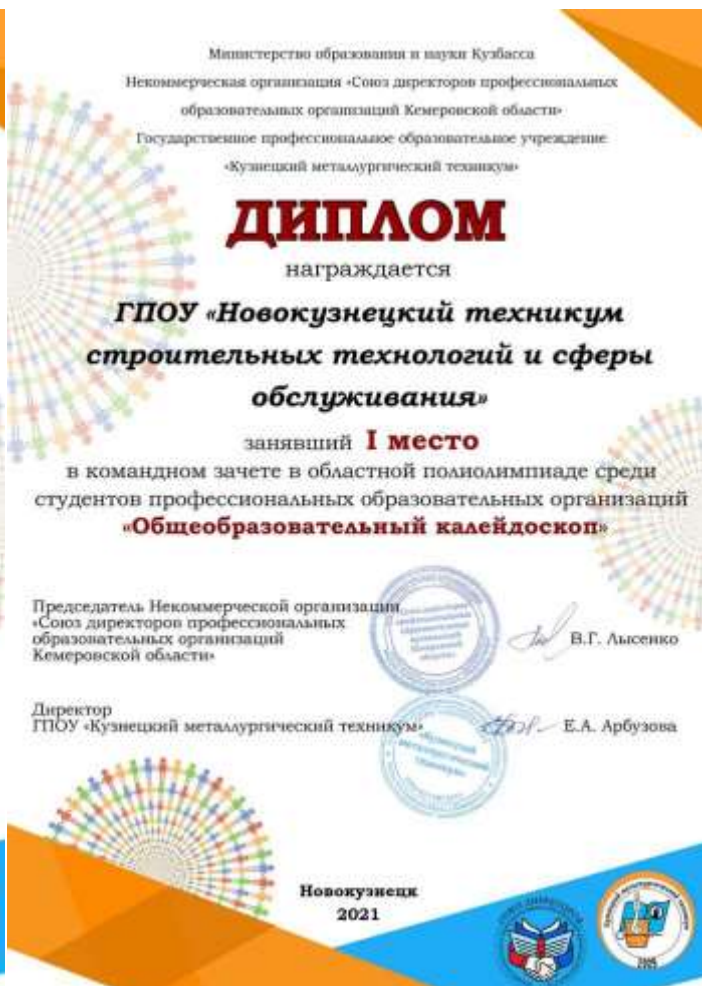 Министерство образования и науки Кузбасса
Некоммерческая организация «Союз директоров профессиональных
образовательных организаций Кемеровской области»
Государственное профессиональное образовательное учреждение
«Кузнецкий металлургический техникум»
ДИПЛОМ
награждается
ГПОУ «Новокузнецкий техникум
строительных технологий и сферы
обслуживания»
занявший I место
в командном зачете в областной полиолимпиаде среди
студентов профессиональных образовательных организаций
«Общеобразовательный калейдоскоп»
Председатель Некоммерческой организации
«Союз директоров профессиональных
образовательных организаций
Кемеровской области»
В.Г. Лысенко
Директор
ГПОУ «Кузнецкий металлургический техникум»
Е.А. Арбузова
«Кузнецкий
металлургический
техникум»
Новокузнецк
2021